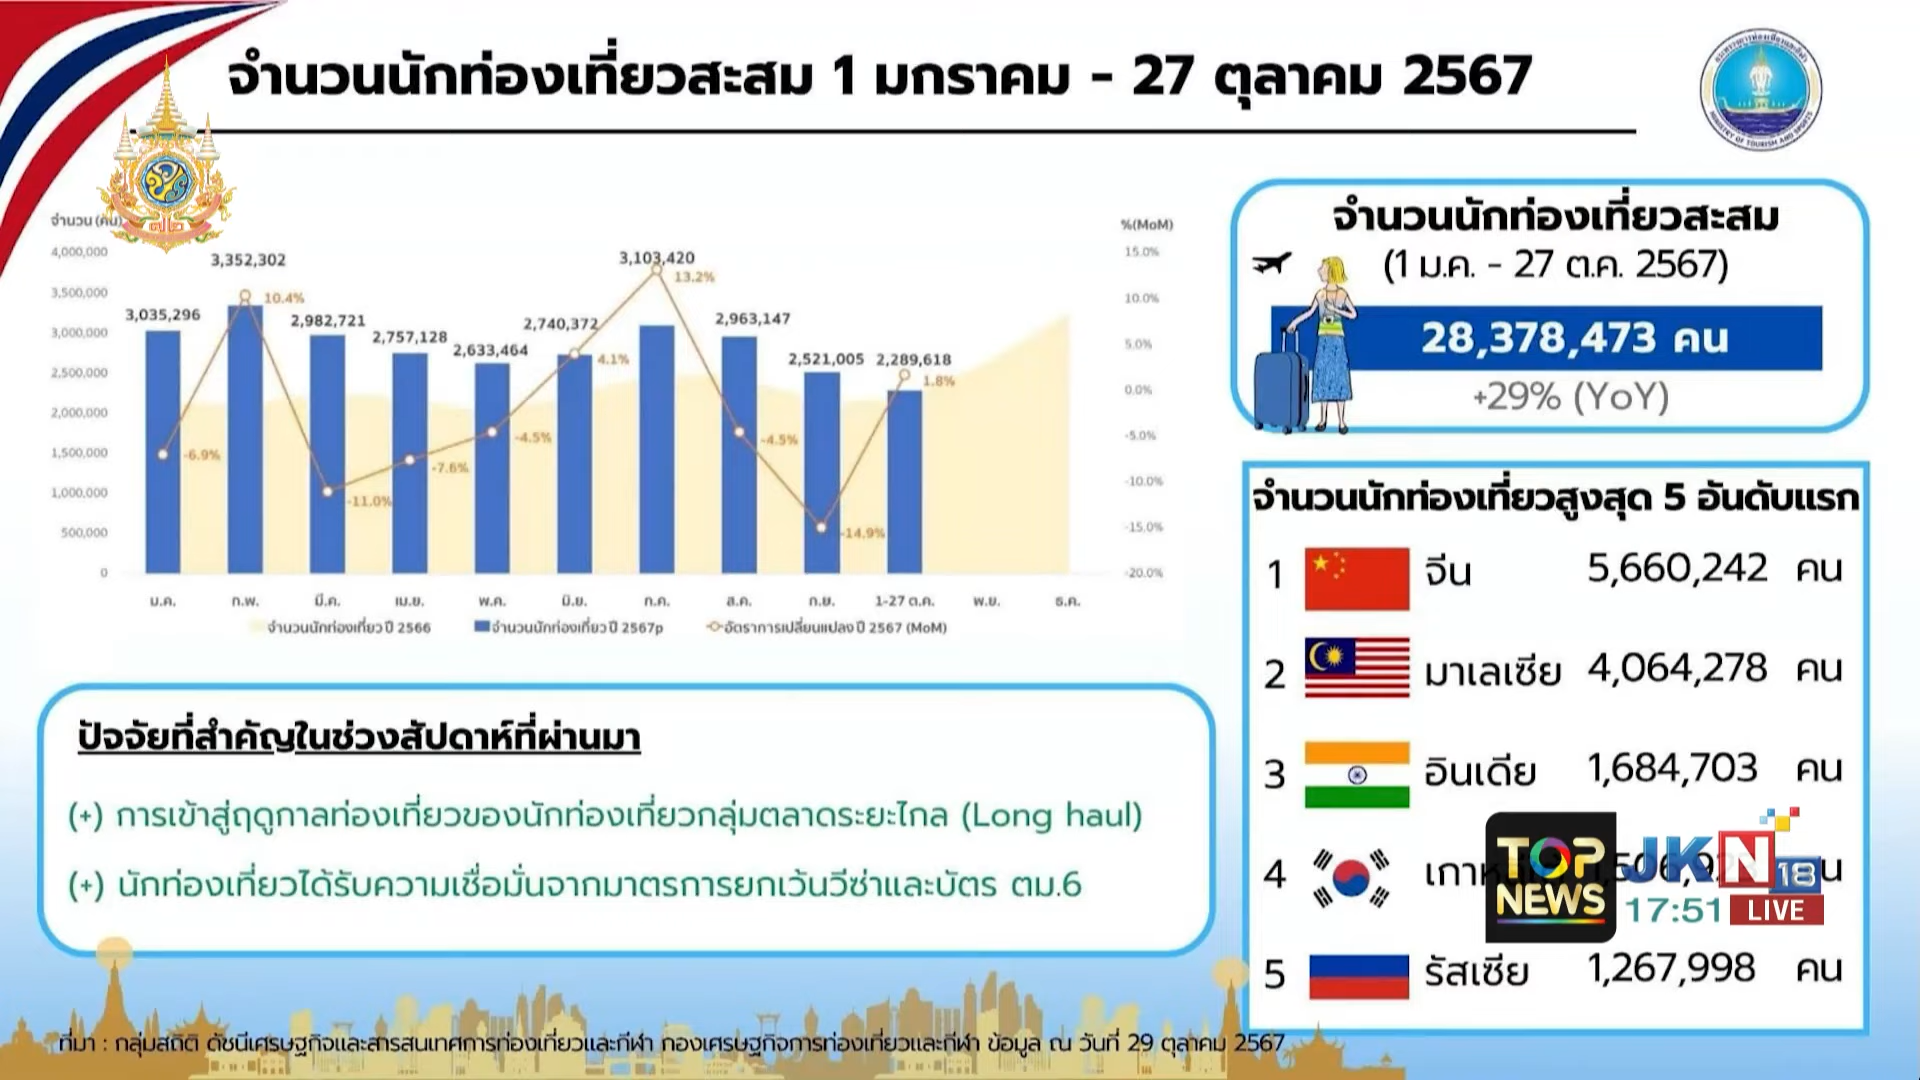 จำนวนนักท่องเที่ยวสะสม 1 มกราคม - 27 ตุลาคม 2567
จำนวน (คน)
%(MoM)
4,000,000
3,500,000
3,000,000
2,500,000
2,000,000
1,500,000
1,000,000
500,000
0
15.0%
10.0%
5.0%
0.0%
-5.0%
-10.0%
-15.0%
-20.0%
3,035,296
3,352,302
2,982,721
2,757,128
2,633,464
2,740,372
3,103,420
2,963,147
2,521,005
2,289,618
-6.9%
10.4%
-11.0%
-7.6%
-4.5%
4.1%
13.2%
-4.5%
-14.9%
1.8%
ม.ค. ก.พ. มี.ค. เม.ย. พ.ค. มิ.ย. ก.ค. ส.ค. ก.ย. 1-27 ต.ค. พ.ย. ธ.ค.
จำนวนนักท่องเที่ยว ปี 2566 จำนวนนักท่องเที่ยว ปี 2567p อัตราการเปลี่ยนแปลง ปี 2567 (MoM)
จำนวนนักท่องเที่ยวสะสม
(1 ม.ค. - 27 ต.ค. 2567)
28,378,473 คน
+29% (YoY)
จำนวนนักท่องเที่ยวสูงสุด 5 อันดับแรก
1 จีน 5,660,242 คน
2 มาเลเซีย 4,064,278 คน
3 อินเดีย 1,684,703 คน
4
5 รัสเซีย 1,267,998 คน
ปัจจัยที่สำคัญในช่วงสัปดาห์ที่ผ่านมา
(+) การเข้าสู่ฤดูกาลท่องเที่ยวของนักท่องเที่ยวกลุ่มตลาดระยะไกล (Long haul)
(+) นักท่องเที่ยวได้รับความเชื่อมั่นจากมาตรการยกเว้นวีซ่าและบัตร ตม.6
TOP NEWS
JKN 18
17:51 LIVE
ที่มา : กลุ่มสถิติ ดัชนีเศรษฐกิจและสารสนเทศการท่องเที่ยวและกีฬา กองเศรษฐกิจการท่องเที่ยวและกีฬา ข้อมูล ณ วันที่ 29 ตุลาคม 2567
MINISTRY OF TOURISM AND SPORTS